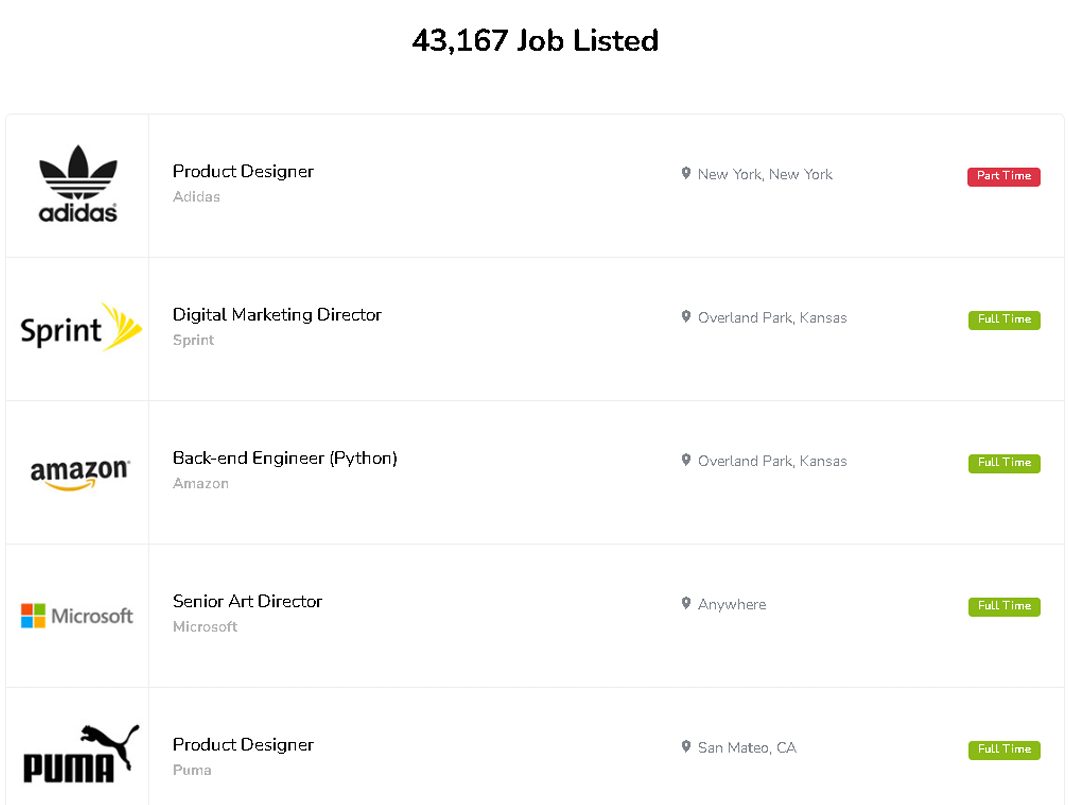 43,167 Job Listed
adidas
Product Designer
Adidas
New York, New York
Part Time
Sprint
Digital Marketing Director
Sprint
Overland Park, Kansas
Full Time
amazon
Back-end Engineer (Python)
Amazon
Overland Park, Kansas
Full Time
Microsoft
Senior Art Director
Microsoft
Anywhere
Full Time
PUMA
Product Designer
Puma
San Mateo, CA
Full Time